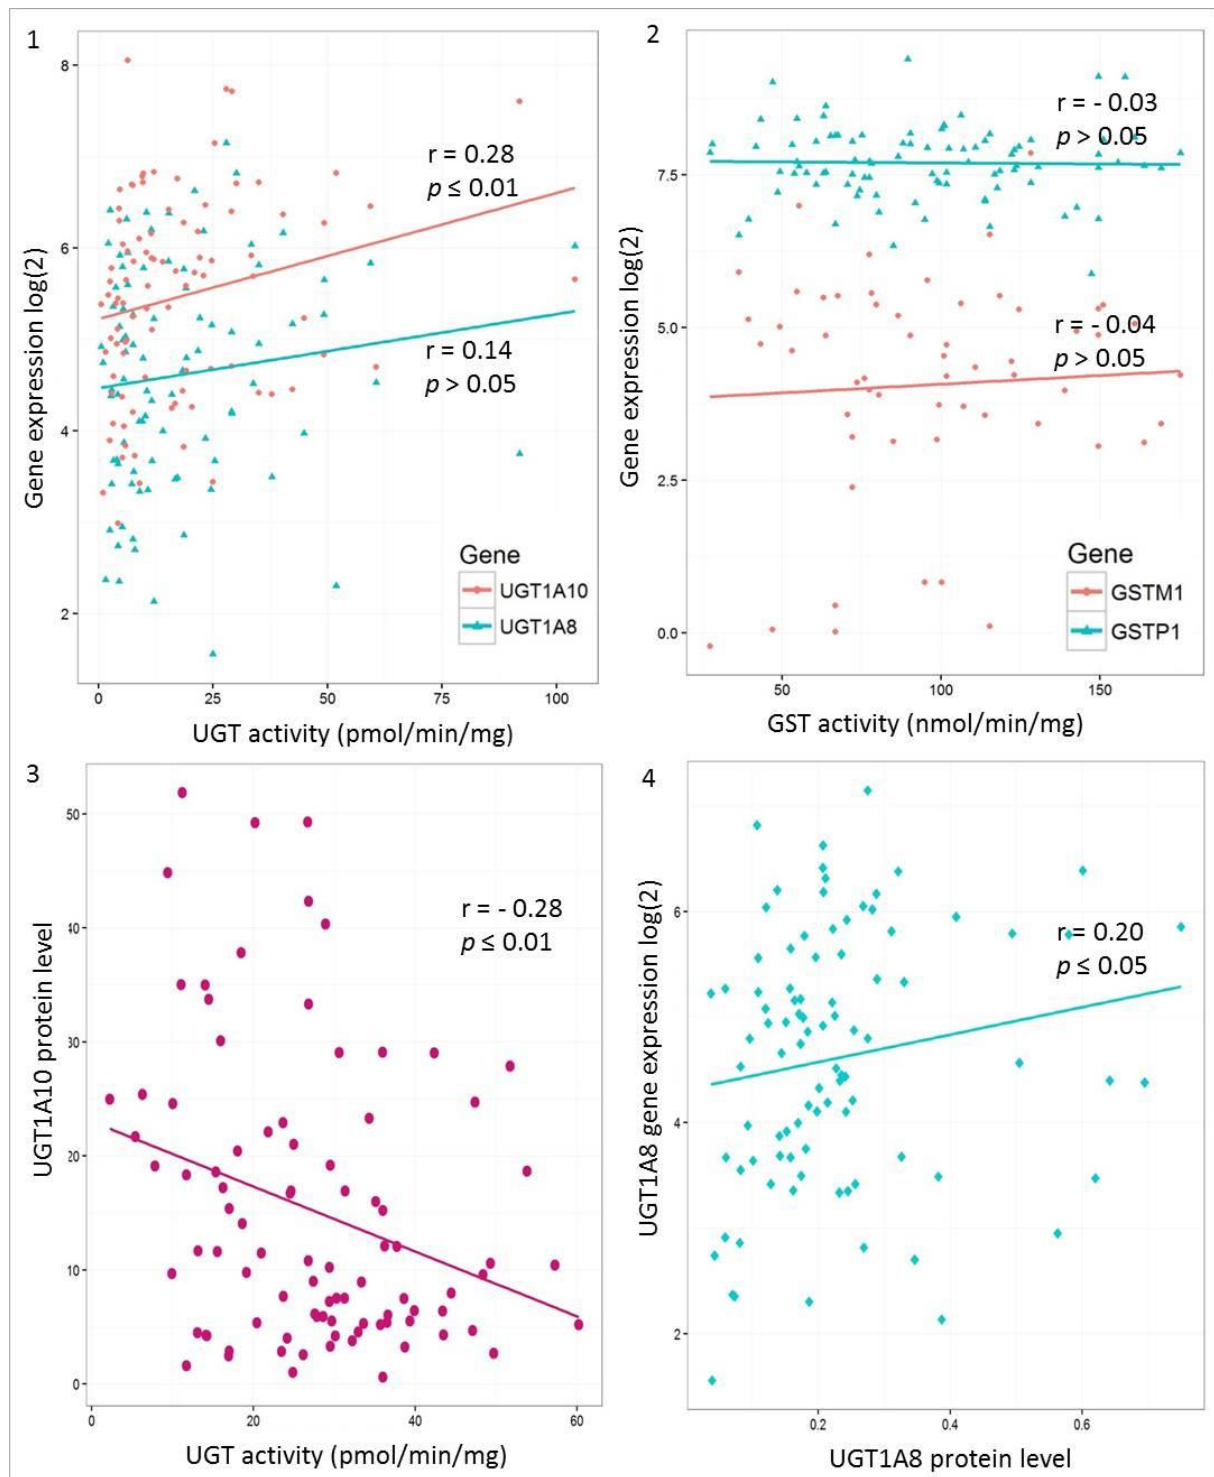 1
8
6
4
2
Gene expression log(2)
r = 0.28
p ≤ 0.01
r = 0.14
p > 0.05
Gene
UGT1A10
UGT1A8
0 25 50 75 100
UGT activity (pmol/min/mg)
2
7.5
5.0
2.5
0.0
Gene expression log(2)
r = - 0.03
p > 0.05
r = - 0.04
p > 0.05
Gene
GSTM1
GSTP1
50 100 150
GST activity (nmol/min/mg)
3
50
40
30
20
10
0
UGT1A10 protein level
r = - 0.28
p ≤ 0.01
0 20 40 60
UGT activity (pmol/min/mg)
4
6
4
2
UGT1A8 gene expression log(2)
r = 0.20
p ≤ 0.05
0.2 0.4 0.6
UGT1A8 protein level